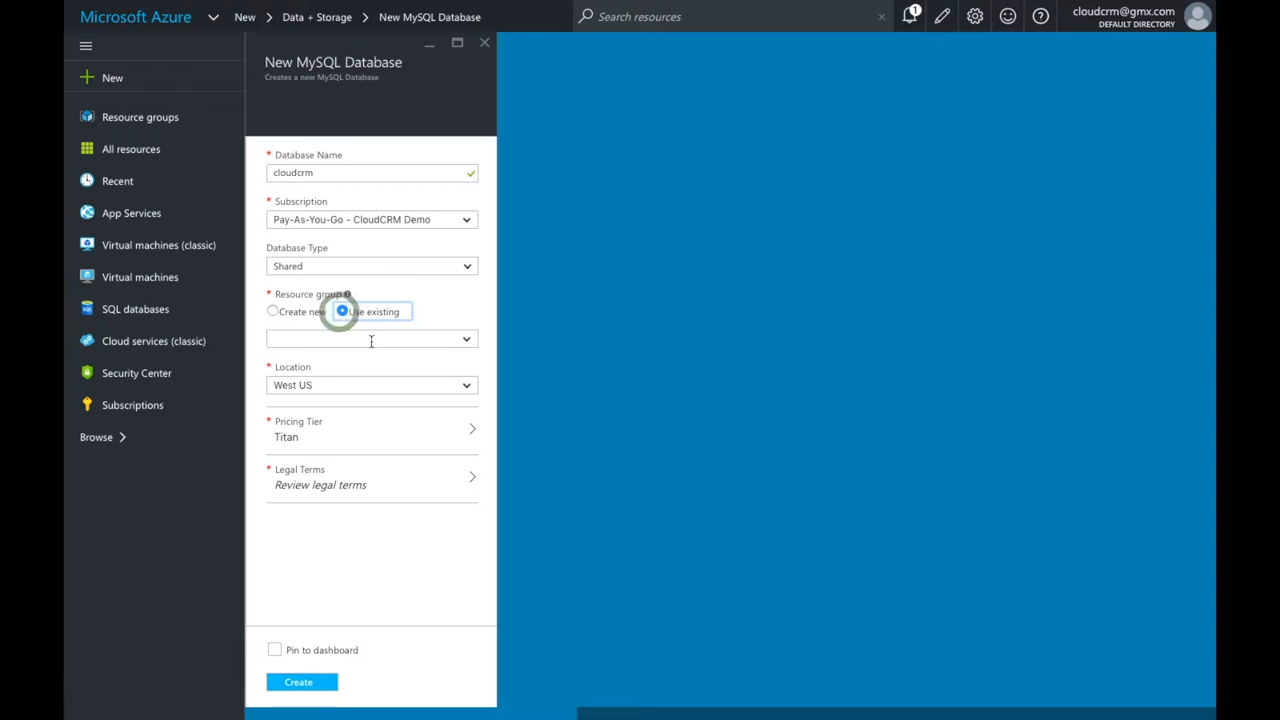 Microsoft Azure New Data + Storage New MySQL Database Search resources 1 cloudcrm@gmx.com
DEFAULT DIRECTORY
New
Resource groups
All resources
Recent
App Services
Virtual machines (classic)
Virtual machines
SQL databases
Cloud services (classic)
Security Center
Subscriptions
Browse
New MySQL Database
Creates a new MySQL Database
* Database Name
cloudcrm
* Subscription
Pay-As-You-Go - CloudCRM Demo
Database Type
Shared
* Resource group
Create new Use existing
* Location
West US
* Pricing Tier
Titan
* Legal Terms
Review legal terms
Pin to dashboard
Create